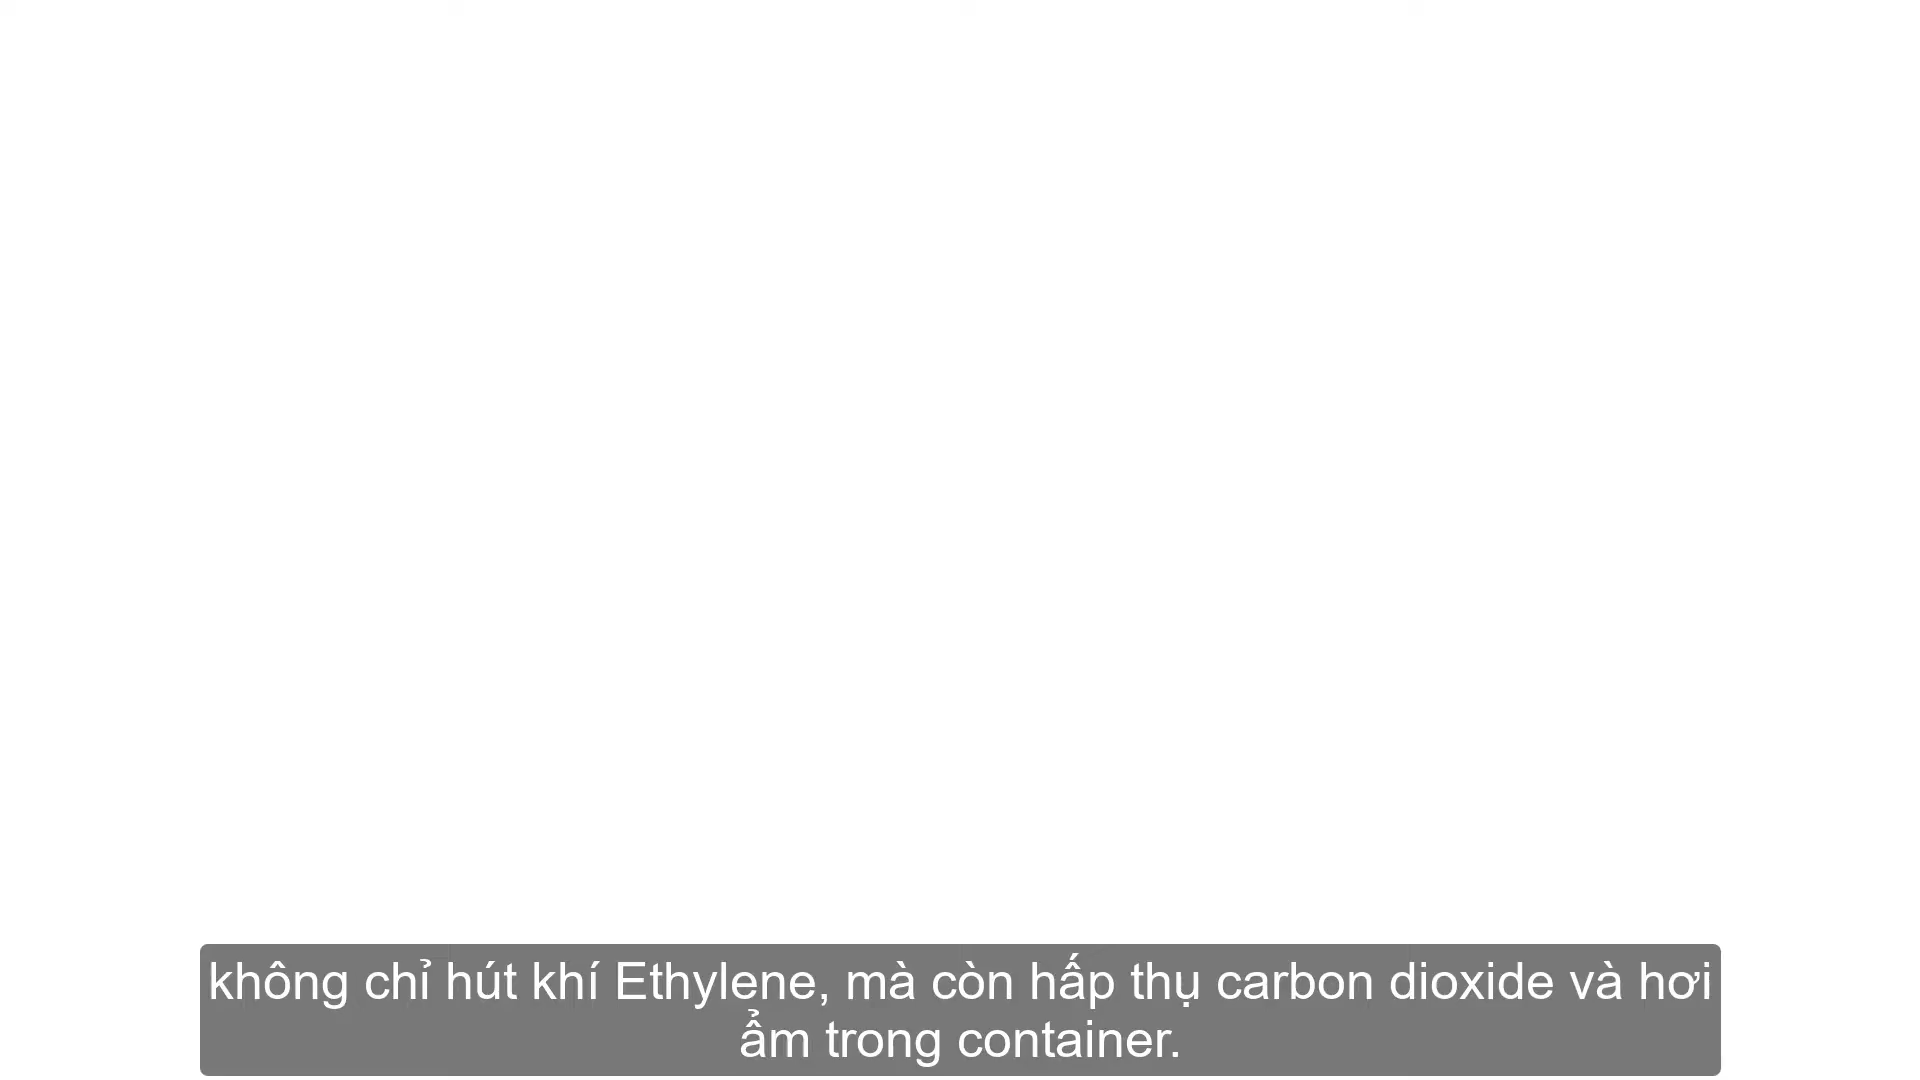 không chỉ hút khí Ethylene, mà còn hấp thụ carbon dioxide và hơi
ẩm trong container.